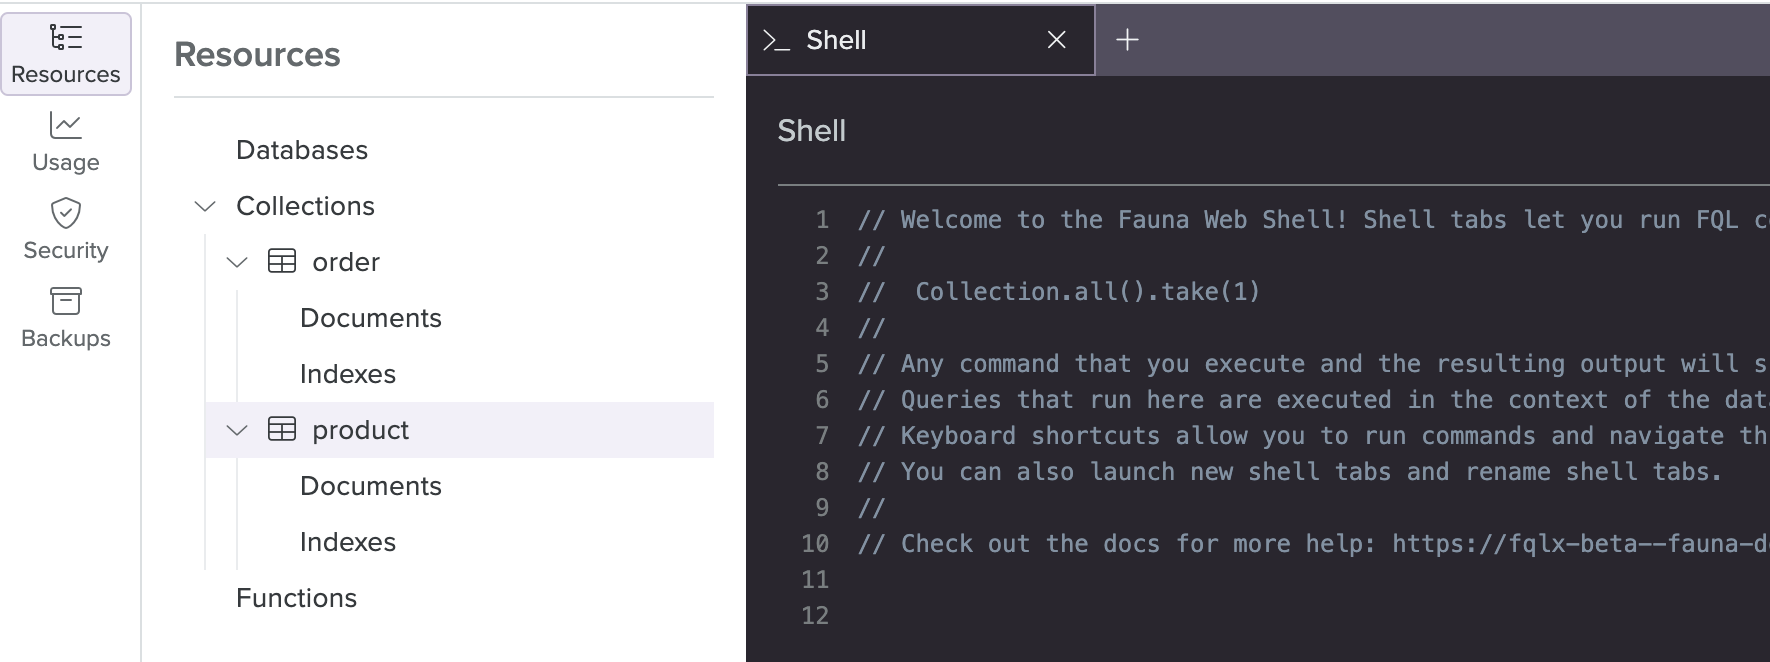 Resources
Usage
Security
Backups
Resources
Databases
Collections
order
Documents
Indexes
product
Documents
Indexes
Functions
Shell
Shell
1 // Welcome to the Fauna Web Shell! Shell tabs let you run FQL c
2 //
3 //  Collection.all().take(1)
4 //
5 // Any command that you execute and the resulting output will s
6 // Queries that run here are executed in the context of the dat
7 // Keyboard shortcuts allow you to run commands and navigate th
8 // You can also launch new shell tabs and rename shell tabs.
9 //
10 // Check out the docs for more help: https://fqlx-beta--fauna-d
11
12